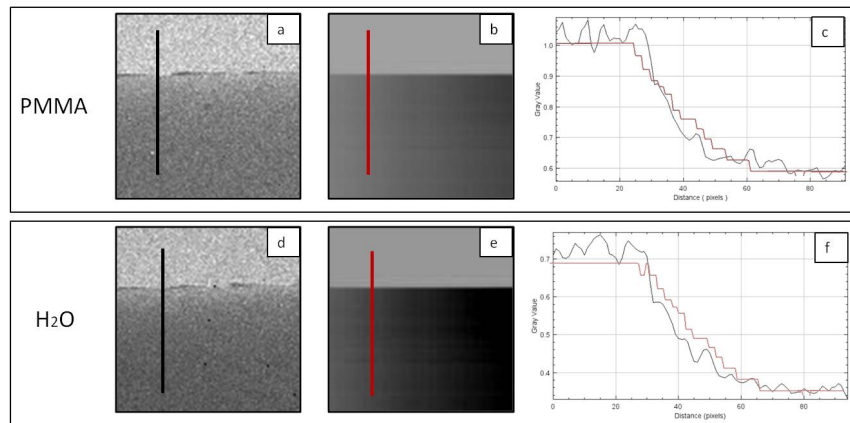 PMMA
a
b
c
Gray Value
1.0
0.9
0.8
0.7
0.6
0
20
40
60
80
Distance ( pixels)
H2O
d
e
f
Gray Value
0.7
0.6
0.5
0.4
0
20
40
60
80
Distance (pixels)